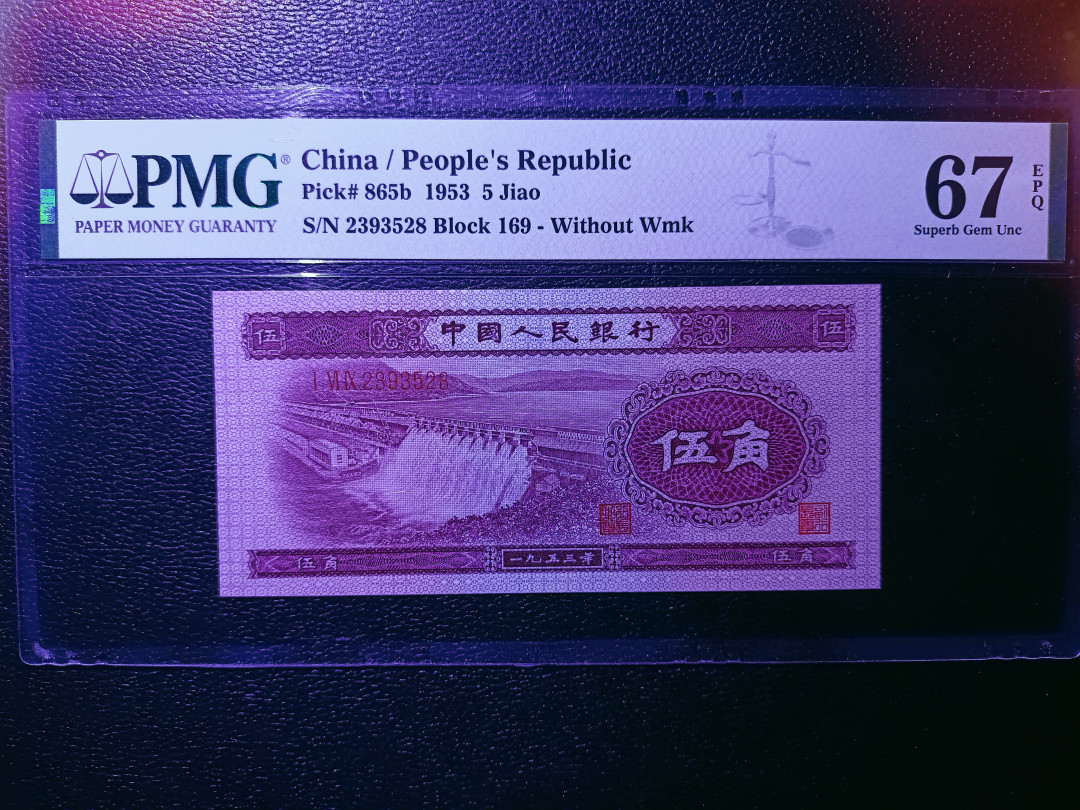 PMG®
PAPER MONEY GUARANTY
China / People's Republic
Pick# 865b 1953 5 Jiao
S/N 2393528 Block 169 - Without Wmk
67
EPQ
Superb Gem Unc
伍 中國人民銀行 伍
I VI IX 2393528
伍角
伍角 一九五三年 伍角